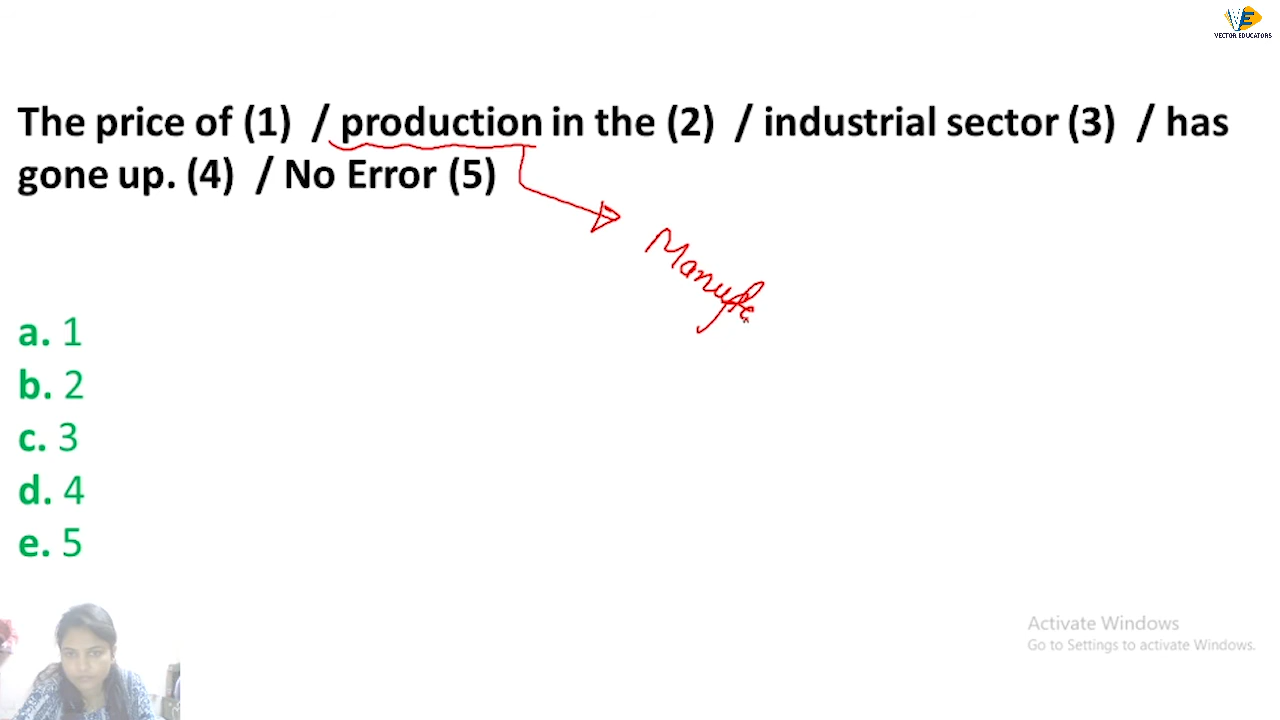 VECTOR EDUCATORS
The price of (1) / production in the (2) / industrial sector (3) / has
gone up. (4) / No Error (5)
a. 1
b. 2
c. 3
d. 4
e. 5
Activate Windows
Go to Settings to activate Windows.